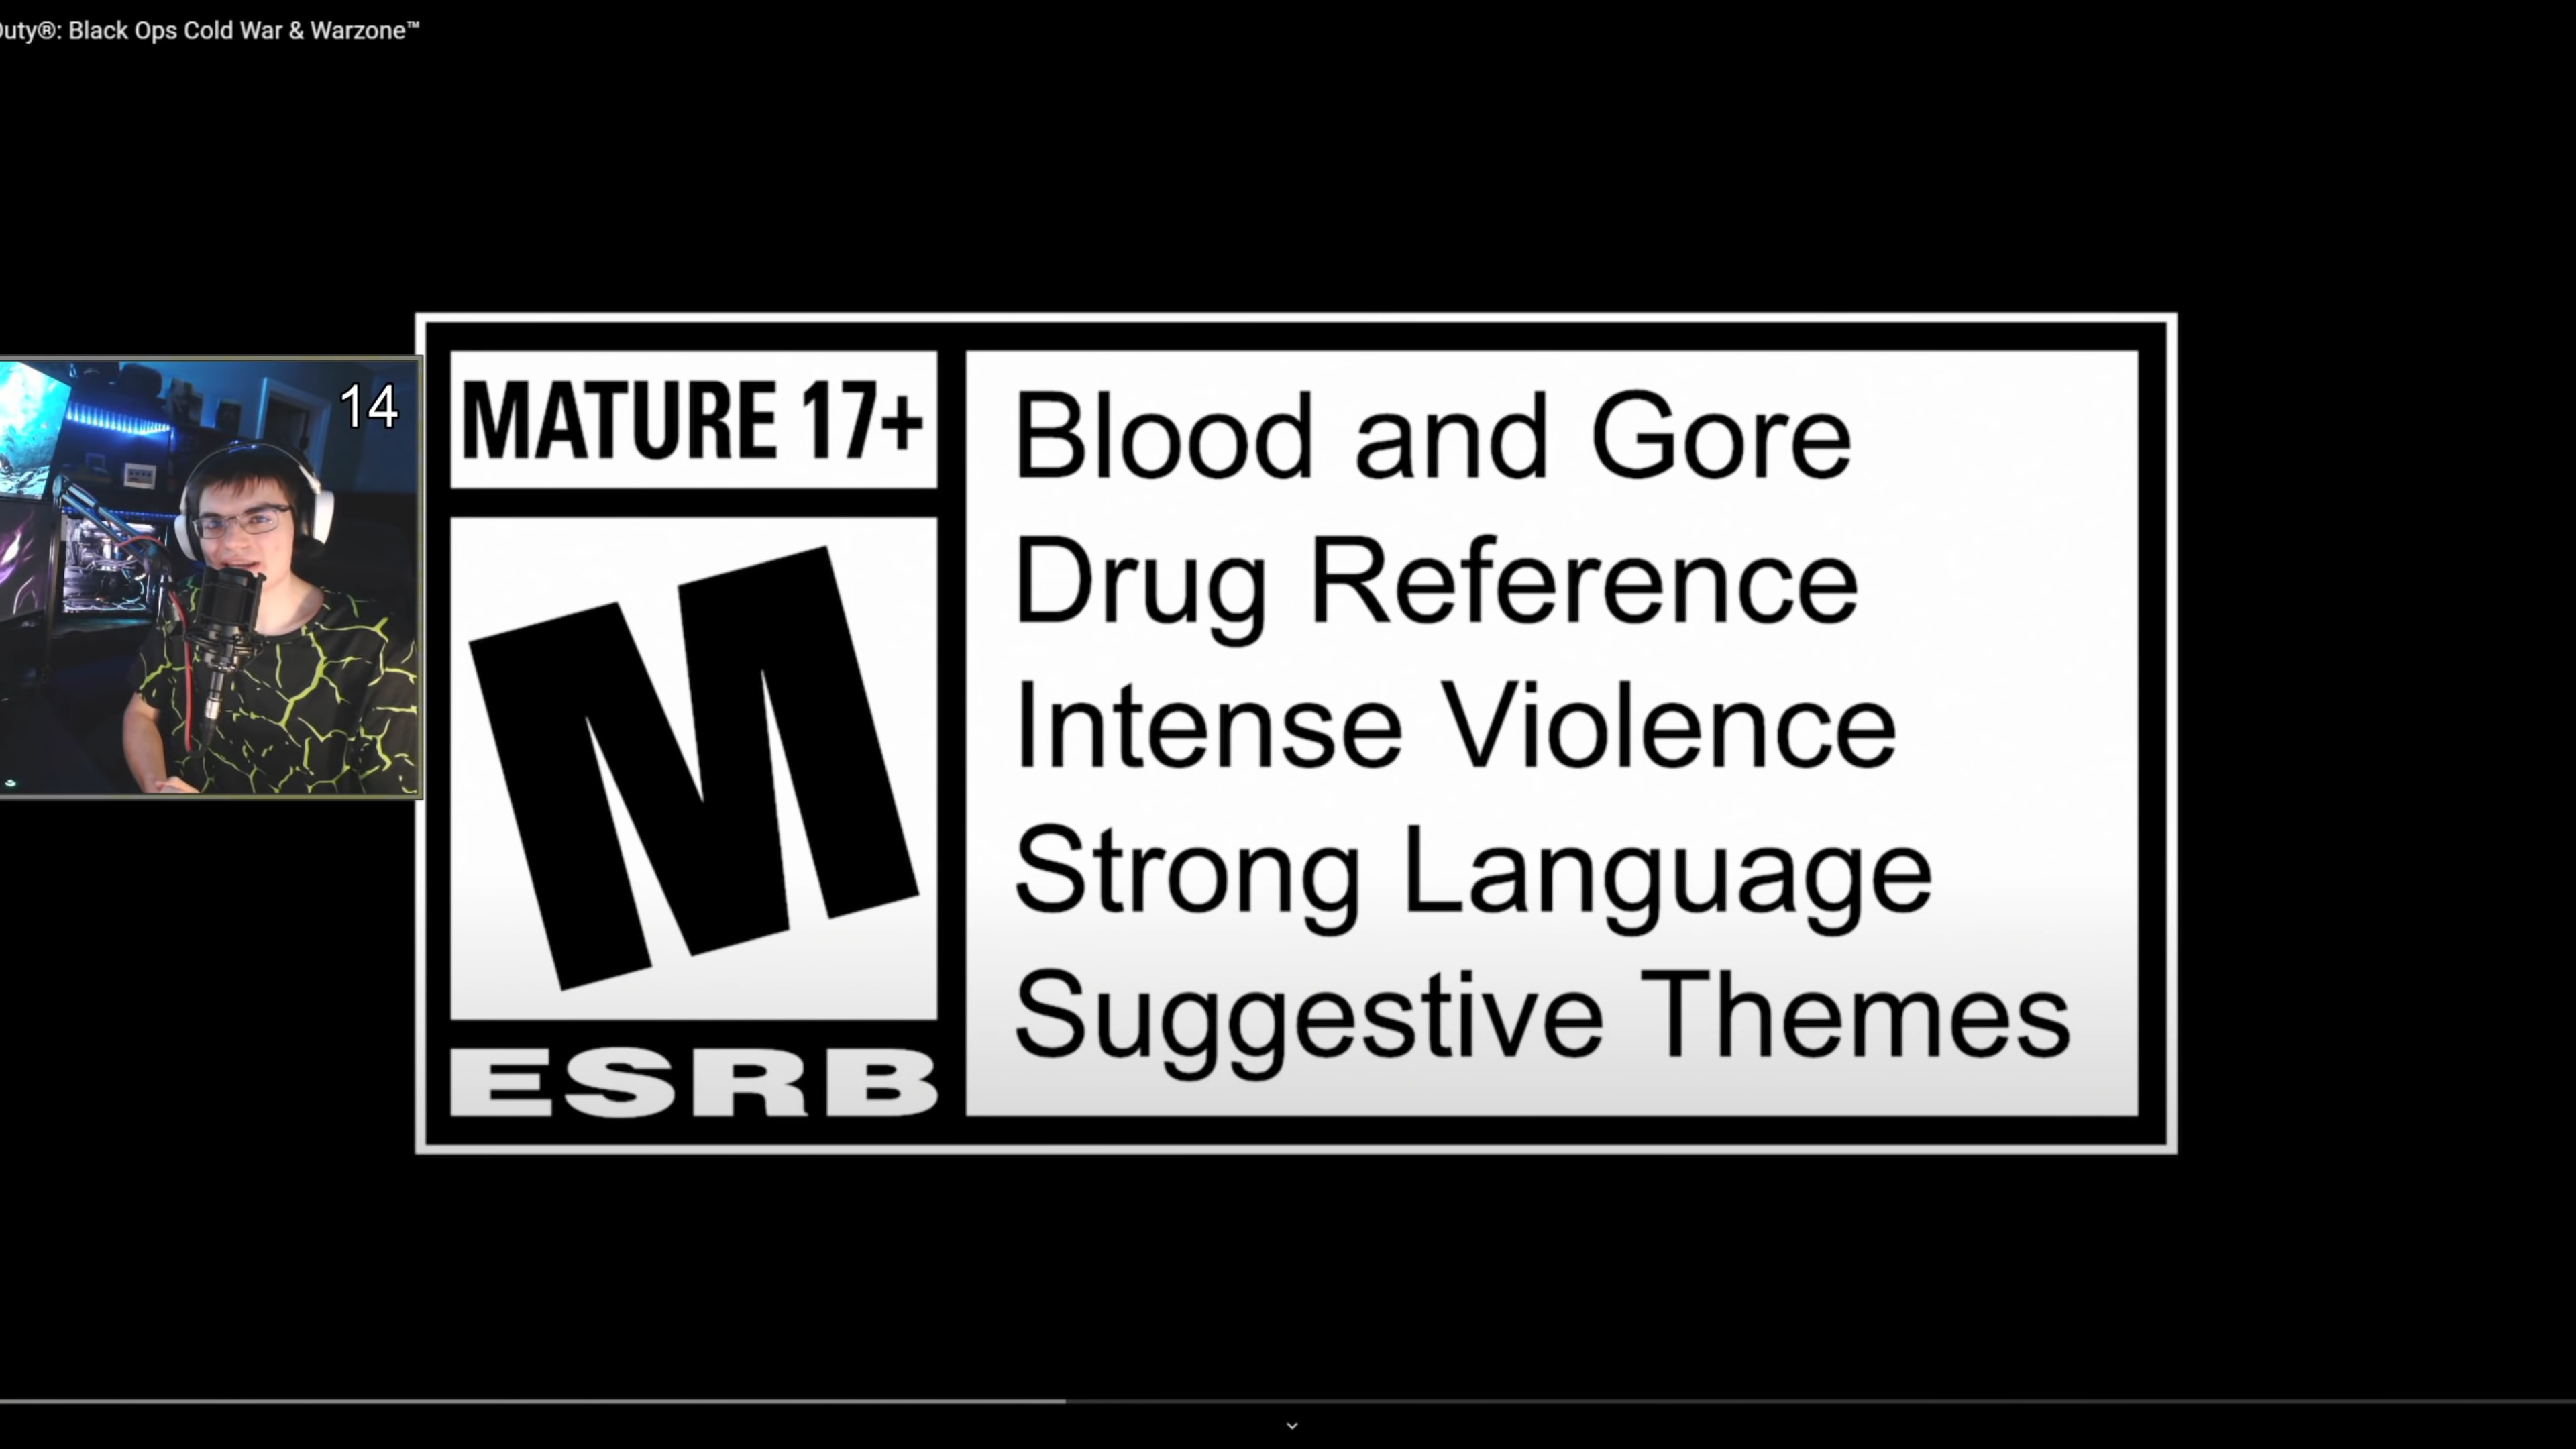 Duty®: Black Ops Cold War & Warzone™
14
MATURE 17+
M
ESRB
Blood and Gore
Drug Reference
Intense Violence
Strong Language
Suggestive Themes